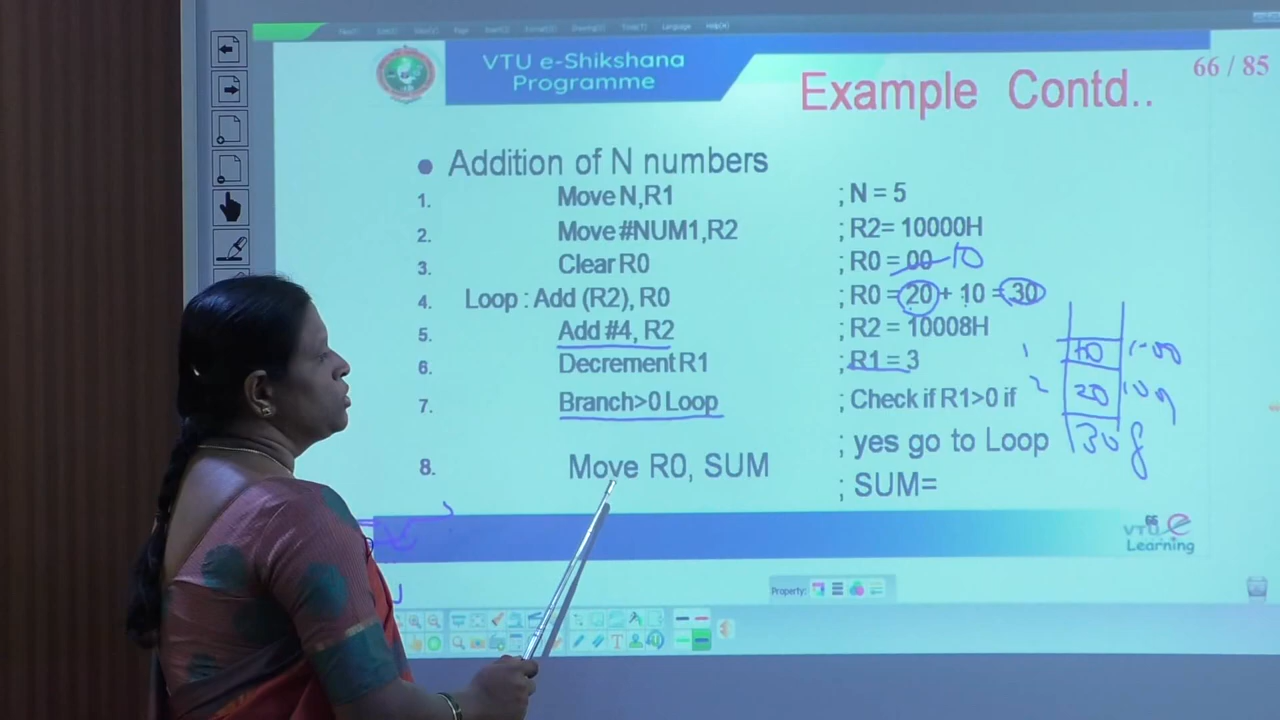 66 / 85
VTU e-Shikshana
Programme
Example Contd..
Addition of N numbers
1. Move N,R1 ; N = 5
2. Move #NUM1,R2 ; R2= 10000H
3. Clear R0 ; R0 = 00 10
4. Loop : Add (R2), R0 ; R0 = 20 + 10 = 30
5. Add #4, R2 ; R2 = 10008H
6. Decrement R1 ; R1 = 3
7. Branch>0 Loop ; Check if R1>0 if
; yes go to Loop
8. Move R0, SUM
; SUM=
10
20
30
66
VTU e
Learning
Property: